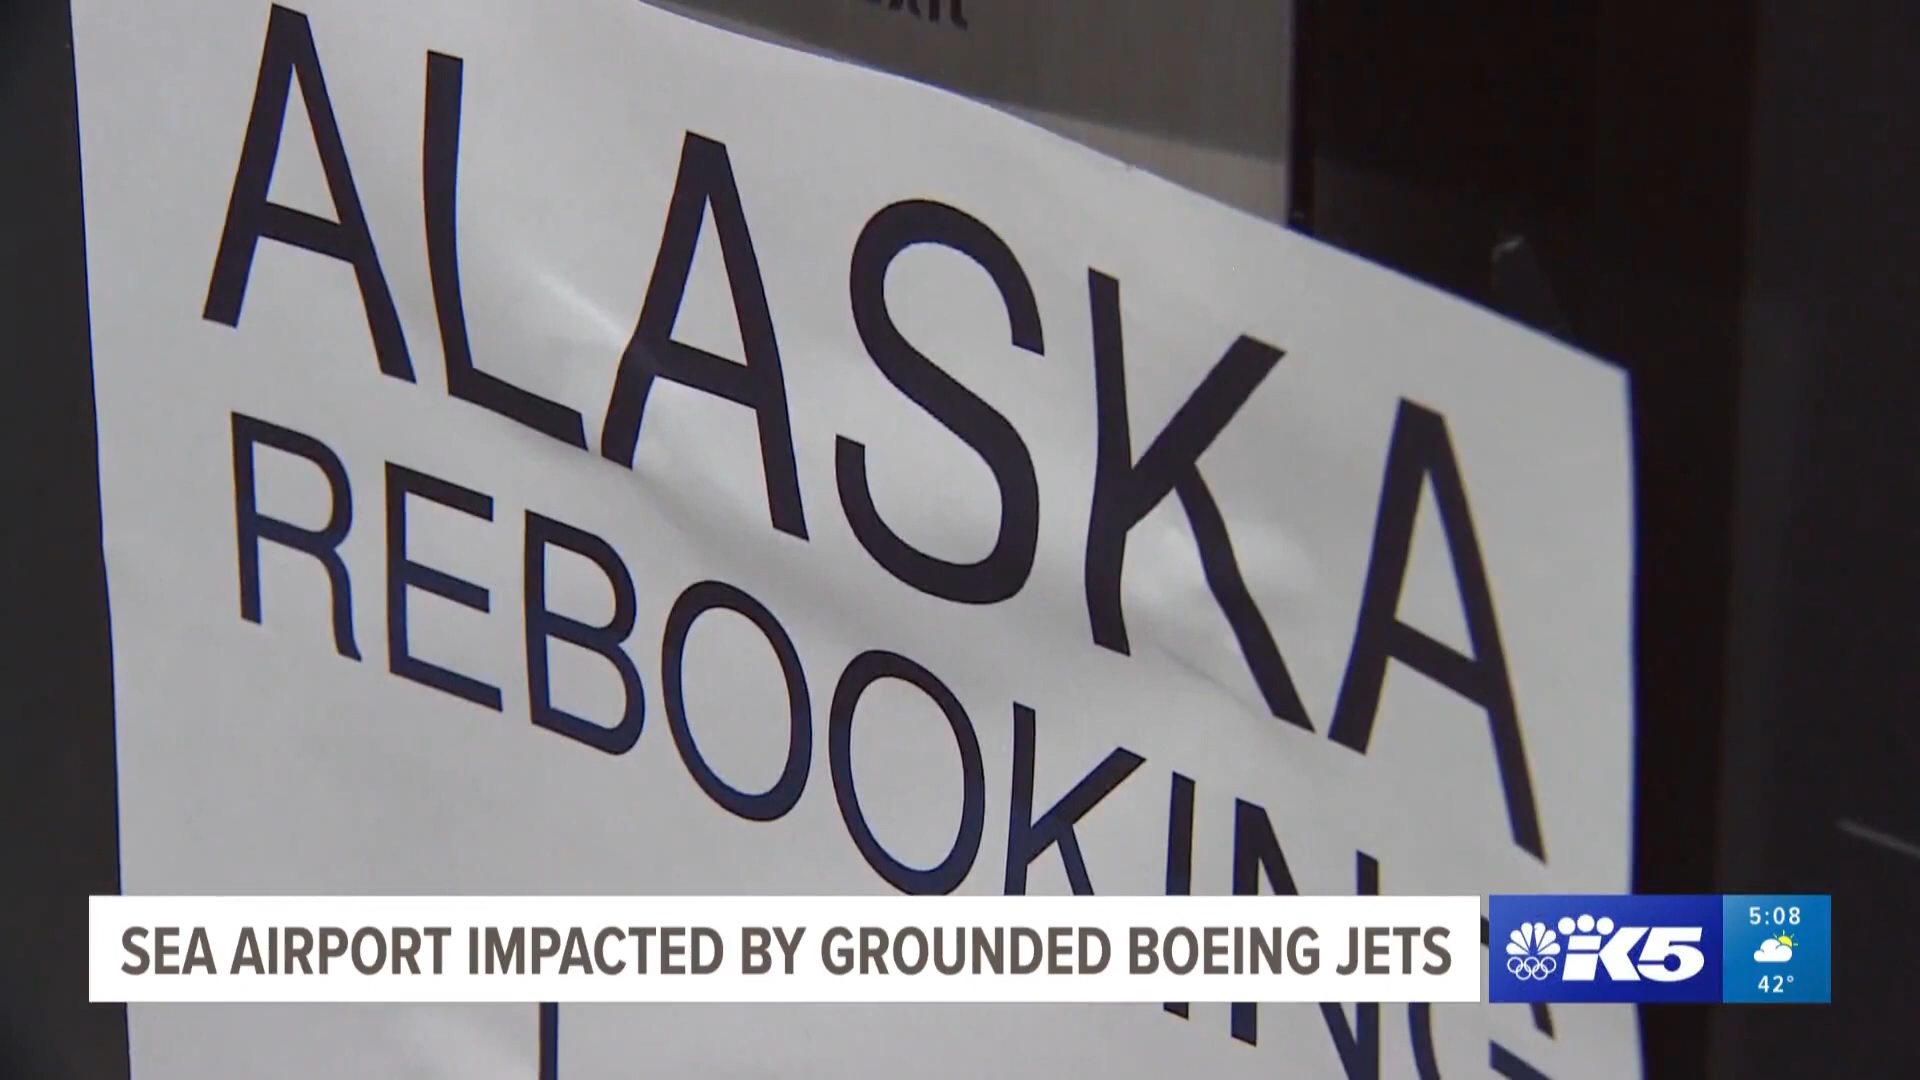 ALASKA
REBOOKING
SEA AIRPORT IMPACTED BY GROUNDED BOEING JETS
K5
5:08
42°